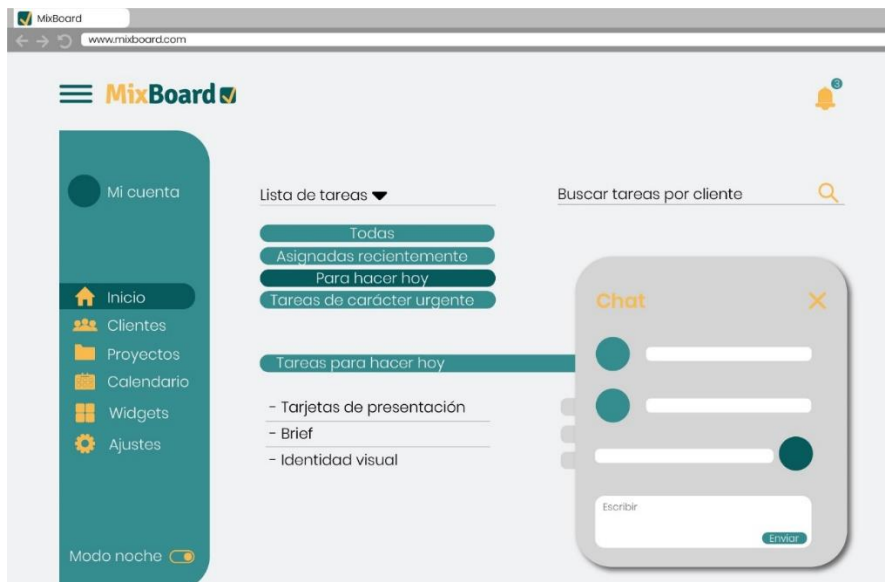 MixBoard
www.mixboard.com
MixBoard
3
Mi cuenta
Lista de tareas
Buscar tareas por cliente
Todas
Asignadas recientemente
Para hacer hoy
Tareas de carácter urgente
Inicio
Clientes
Proyectos
Calendario
Widgets
Ajustes
Modo noche
Tareas para hacer hoy
- Tarjetas de presentación
- Brief
- Identidad visual
Chat
Escribir
Enviar